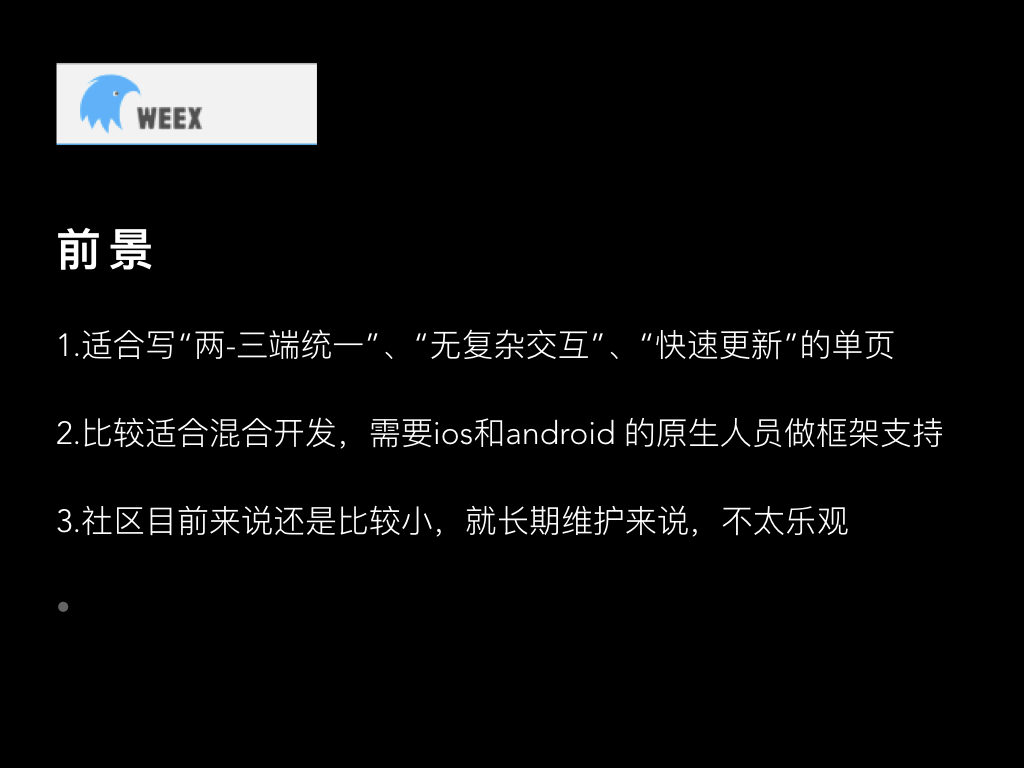 WEEX
前景
1.适合写“两-三端统一”、“无复杂交互”、“快速更新”的单页
2.比较适合混合开发，需要ios和android 的原生人员做框架支持
3.社区目前来说还是比较小，就长期维护来说，不太乐观